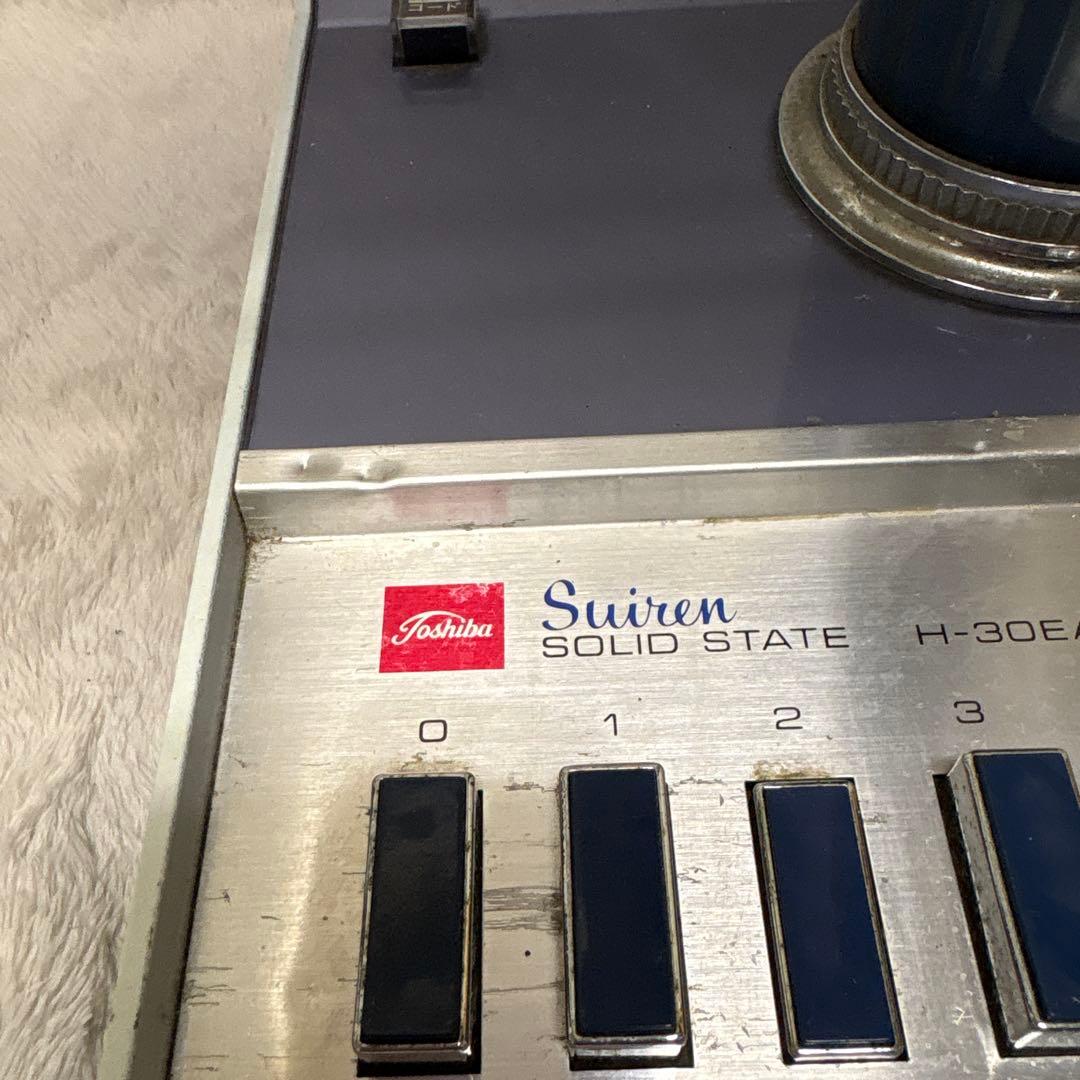 Toshiba
Suiren
SOLID STATE H-30EA
0 1 2 3